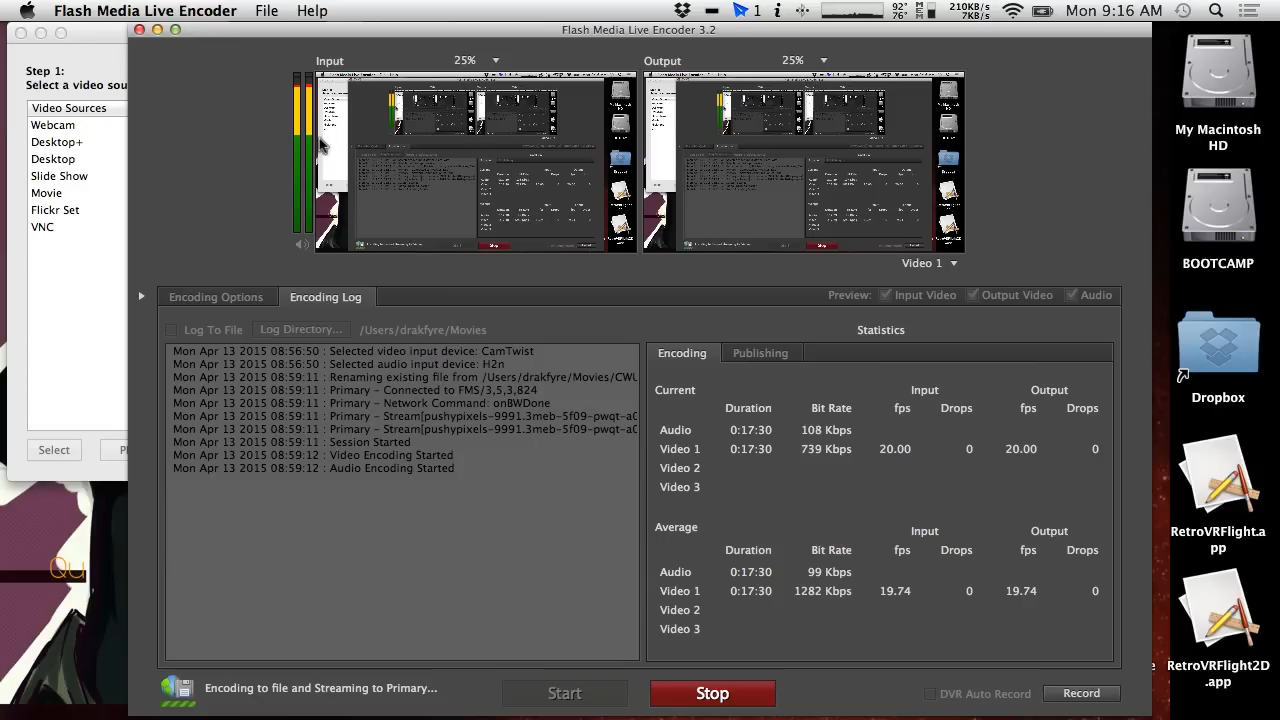 Flash Media Live Encoder File Help
1
92°
76°
210KB/s
7KB/s
Mon 9:16 AM
Flash Media Live Encoder 3.2
Step 1:
Select a video sou
Video Sources
Webcam
Desktop+
Desktop
Slide Show
Movie
Flickr Set
VNC
Select
Input 25%
Output 25%
Video 1
Encoding Options Encoding Log
Preview: Input Video Output Video Audio
Log To File Log Directory... /Users/drakfyre/Movies
Mon Apr 13 2015 08:56:50 : Selected video input device: CamTwist
Mon Apr 13 2015 08:56:50 : Selected audio input device: H2n
Mon Apr 13 2015 08:59:11 : Renaming existing file from /Users/drakfyre/Movies/CWU
Mon Apr 13 2015 08:59:11 : Primary - Connected to FMS/3,5,3,824
Mon Apr 13 2015 08:59:11 : Primary - Network Command: onBWDone
Mon Apr 13 2015 08:59:11 : Primary - Stream[pushypixels-9991.3meb-5f09-pwqt-a0
Mon Apr 13 2015 08:59:11 : Primary - Stream[pushypixels-9991.3meb-5f09-pwqt-a0
Mon Apr 13 2015 08:59:11 : Session Started
Mon Apr 13 2015 08:59:12 : Video Encoding Started
Mon Apr 13 2015 08:59:12 : Audio Encoding Started
Statistics
Encoding Publishing
Current Input Output
Duration Bit Rate fps Drops fps Drops
Audio 0:17:30 108 Kbps
Video 1 0:17:30 739 Kbps 20.00 0 20.00 0
Video 2
Video 3
Average Input Output
Duration Bit Rate fps Drops fps Drops
Audio 0:17:30 99 Kbps
Video 1 0:17:30 1282 Kbps 19.74 0 19.74 0
Video 2
Video 3
Encoding to file and Streaming to Primary...
Start
Stop
DVR Auto Record
Record
My Macintosh
HD
BOOTCAMP
Dropbox
RetroVRFlight.a
pp
RetroVRFlight2D
.app
Qu